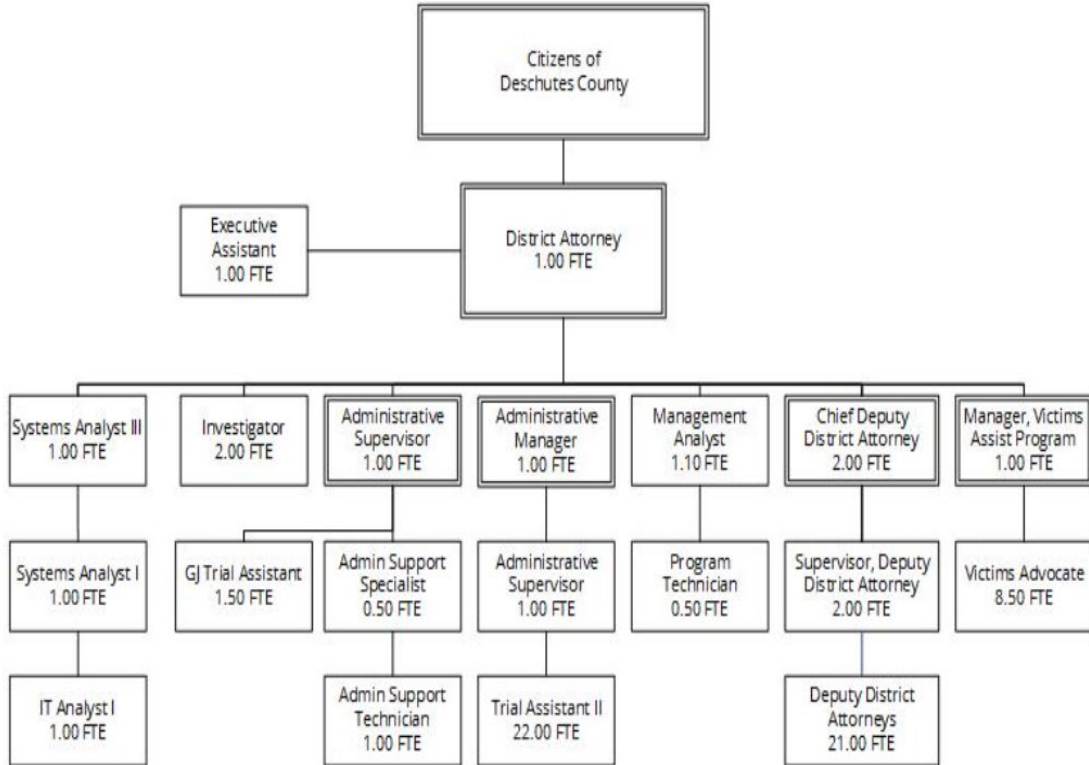 Citizens of
Deschutes County
Executive
Assistant
1.00 FTE
District Attorney
1.00 FTE
Systems Analyst III
1.00 FTE
Investigator
2.00 FTE
Administrative
Supervisor
1.00 FTE
Administrative
Manager
1.00 FTE
Management
Analyst
1.10 FTE
Chief Deputy
District Attorney
2.00 FTE
Manager, Victims
Assist Program
1.00 FTE
Systems Analyst I
1.00 FTE
GJ Trial Assistant
1.50 FTE
Admin Support
Specialist
0.50 FTE
Administrative
Supervisor
1.00 FTE
Program
Technician
0.50 FTE
Supervisor, Deputy
District Attorney
2.00 FTE
Victims Advocate
8.50 FTE
IT Analyst I
1.00 FTE
Admin Support
Technician
1.00 FTE
Trial Assistant II
22.00 FTE
Deputy District
Attorneys
21.00 FTE